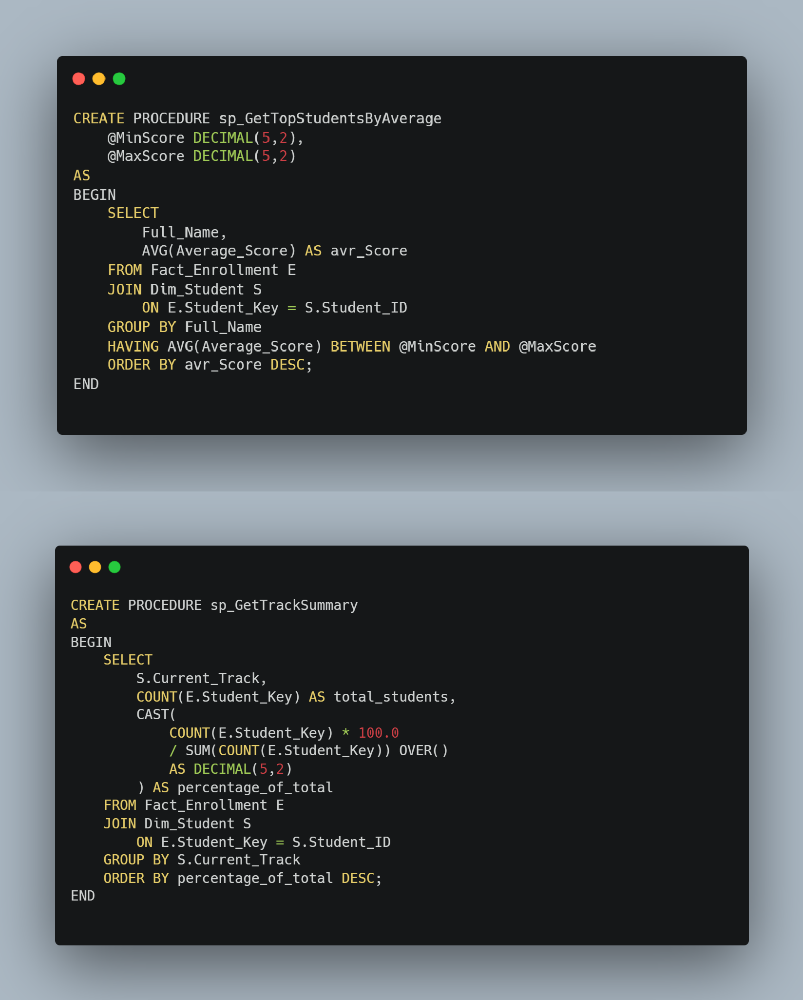 CREATE PROCEDURE sp_GetTopStudentsByAverage
    @MinScore DECIMAL(5,2),
    @MaxScore DECIMAL(5,2)
AS
BEGIN
    SELECT
        Full_Name,
        AVG(Average_Score) AS avr_Score
    FROM Fact_Enrollment E
    JOIN Dim_Student S
        ON E.Student_Key = S.Student_ID
    GROUP BY Full_Name
    HAVING AVG(Average_Score) BETWEEN @MinScore AND @MaxScore
    ORDER BY avr_Score DESC;
END
CREATE PROCEDURE sp_GetTrackSummary
AS
BEGIN
    SELECT
        S.Current_Track,
        COUNT(E.Student_Key) AS total_students,
        CAST(
            COUNT(E.Student_Key) * 100.0
            / SUM(COUNT(E.Student_Key)) OVER()
            AS DECIMAL(5,2)
        ) AS percentage_of_total
    FROM Fact_Enrollment E
    JOIN Dim_Student S
        ON E.Student_Key = S.Student_ID
    GROUP BY S.Current_Track
    ORDER BY percentage_of_total DESC;
END